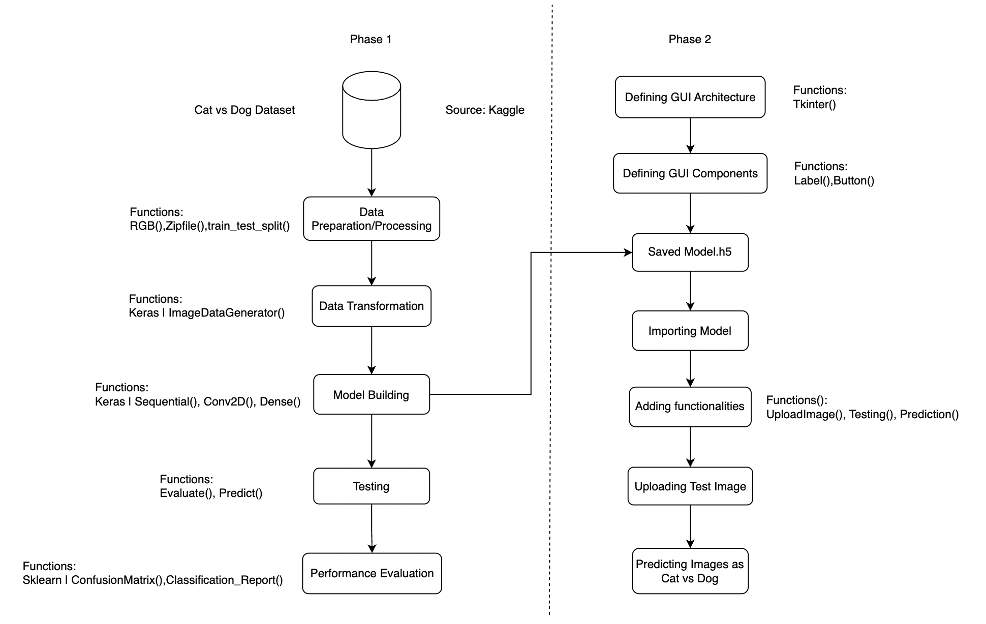 Phase 1
Cat vs Dog Dataset
Source: Kaggle
Functions:
RGB(),Zipfile(),train_test_split()
Data
Preparation/Processing
Functions:
Keras | ImageDataGenerator()
Data Transformation
Functions:
Keras | Sequential(), Conv2D(), Dense()
Model Building
Functions:
Evaluate(), Predict()
Testing
Functions:
Sklearn | ConfusionMatrix(),Classification_Report()
Performance Evaluation
Phase 2
Defining GUI Architecture
Functions:
Tkinter()
Defining GUI Components
Functions:
Label(),Button()
Saved Model.h5
Importing Model
Adding functionalities
Functions():
UploadImage(), Testing(), Prediction()
Uploading Test Image
Predicting Images as
Cat vs Dog